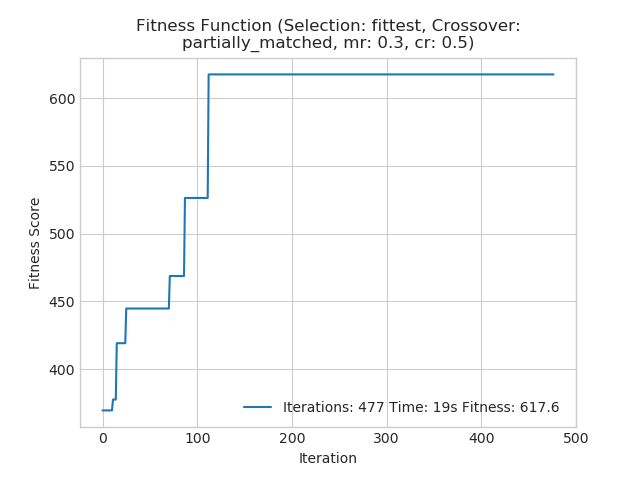 Fitness Function (Selection: fittest, Crossover:
partially_matched, mr: 0.3, cr: 0.5)
Fitness Score
600
550
500
450
400
Iterations: 477 Time: 19s Fitness: 617.6
0 100 200 300 400 500
Iteration